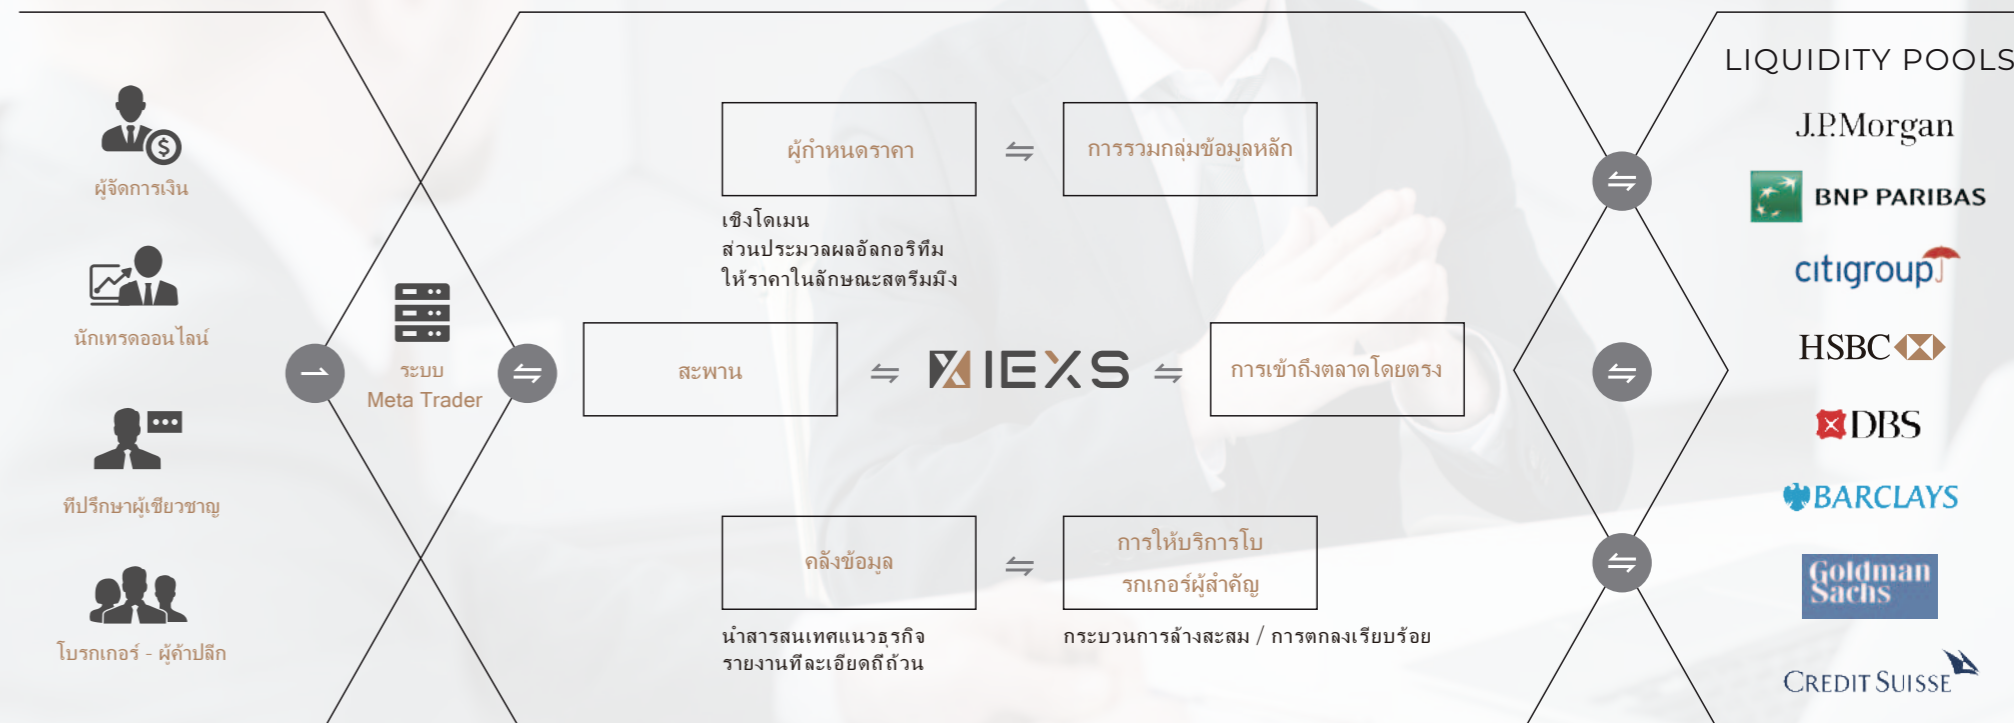 ผู้จัดการเงิน
นักเทรดออนไลน์
ที่ปรึกษาผู้เชี่ยวชาญ
โบรกเกอร์ - ผู้ค้าปลีก
ระบบ
Meta Trader
ผู้กำหนดราคา
การรวมกลุ่มข้อมูลหลัก
เชิงโดเมน
ส่วนประมวลผลอัลกอริทึม
ให้ราคาในลักษณะสตรีมมิ่ง
สะพาน
IEXS
การเข้าถึงตลาดโดยตรง
คลังข้อมูล
การให้บริการโบ
รกเกอร์ผู้สำคัญ
นำสารสนเทศแนวธุรกิจ
รายงานที่ละเอียดถี่ถ้วน
กระบวนการล้างสะสม / การตกลงเรียบร้อย
LIQUIDITY POOLS
J.P.Morgan
BNP PARIBAS
citigroup
HSBC
DBS
BARCLAYS
Goldman
Sachs
CREDIT SUISSE